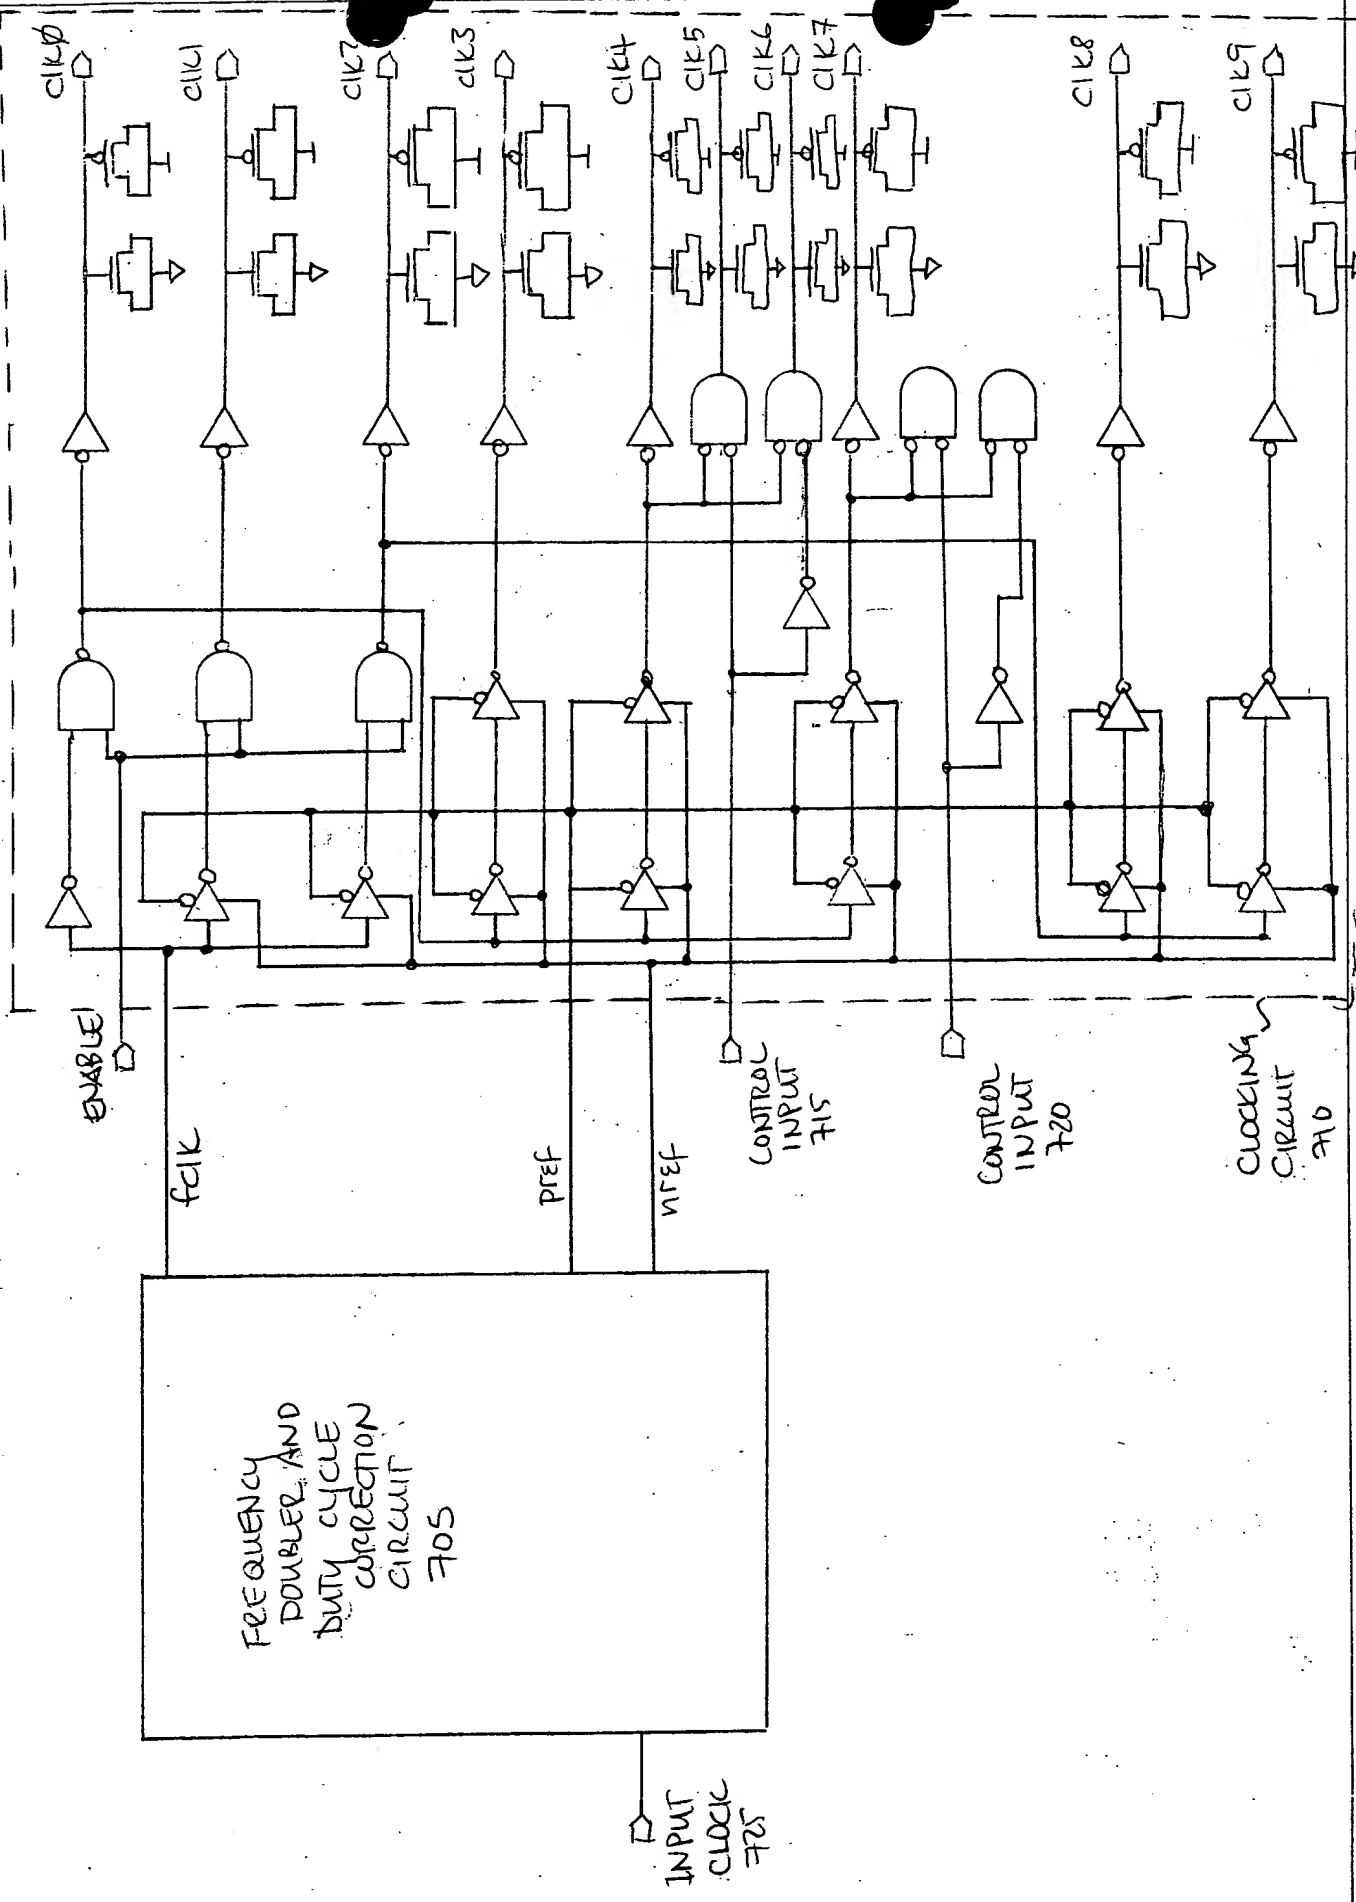 clkø
clk1
clk2
clk3
clk4
clk5
clk6
clk7
clk8
clk9
ENABLE
fclk
pref
nref
CONTROL
INPUT
715
CONTROL
INPUT
720
CLOCKING
CIRCUIT
710
FREQUENCY
DOUBLER AND
DUTY CYCLE
CORRECTION
CIRCUIT
705
INPUT
CLOCK
725